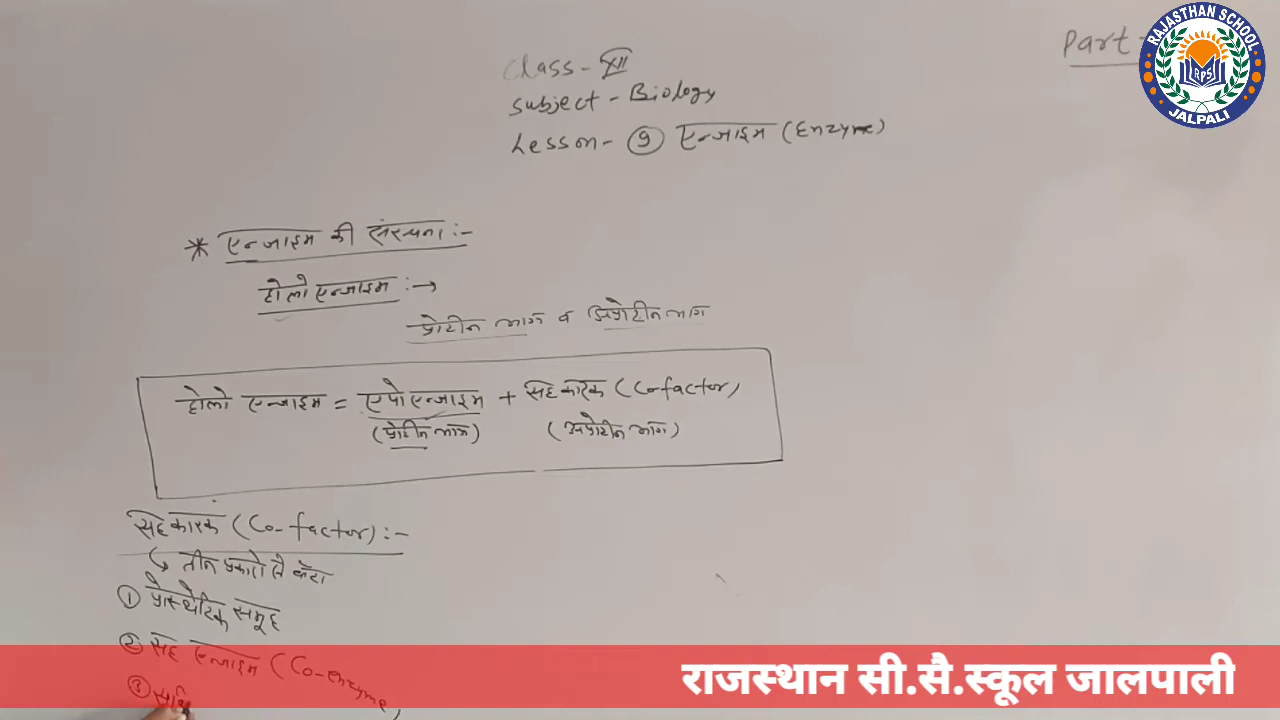 Part-
RAJASTHAN SCHOOL
RPS
JALPALI
Class - XII
Subject - Biology
Lesson - 9 एन्जाइम (Enzyme)
* एन्जाइम की संरचना :-
होलो एन्जाइम :→
प्रोटीन भाग व अप्रोटीन भाग
होलो एन्जाइम = एपोएन्जाइम + सहकारक (Cofactor)
(प्रोटीन भाग) (अप्रोटीन भाग)
सहकारक (Co-factor) :-
↳ तीन प्रकारो से बँटा
① प्रोस्थेटिक समूह
② सह एन्जाइम (Co-enzyme)
③
राजस्थान सी.सै.स्कूल जालपाली